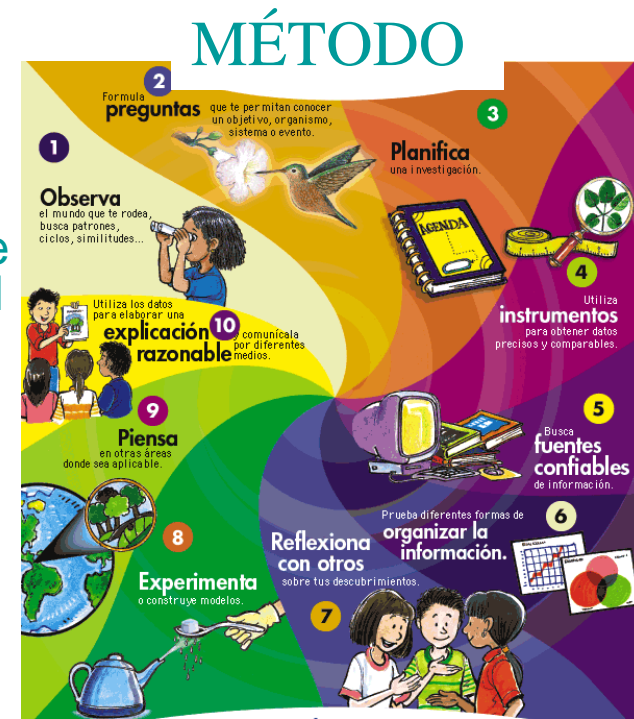 MÉTODO
1
Observa
el mundo que te rodea,
busca patrones,
ciclos, similitudes...
2
Formula
preguntas
que te permitan conocer
un objetivo, organismo,
sistema o evento.
3
Planifica
una investigación.
AGENDA
4
Utiliza
instrumentos
para obtener datos
precisos y comparables.
5
Busca
fuentes
confiables
de información.
6
Prueba diferentes formas de
organizar la
información.
7
Reflexiona
con otros
sobre tus descubrimientos.
8
Experimenta
o construye modelos.
9
Piensa
en otras áreas
donde sea aplicable.
10
Utiliza los datos
para elaborar una
explicación
razonable
y comunícala
por diferentes
medios.